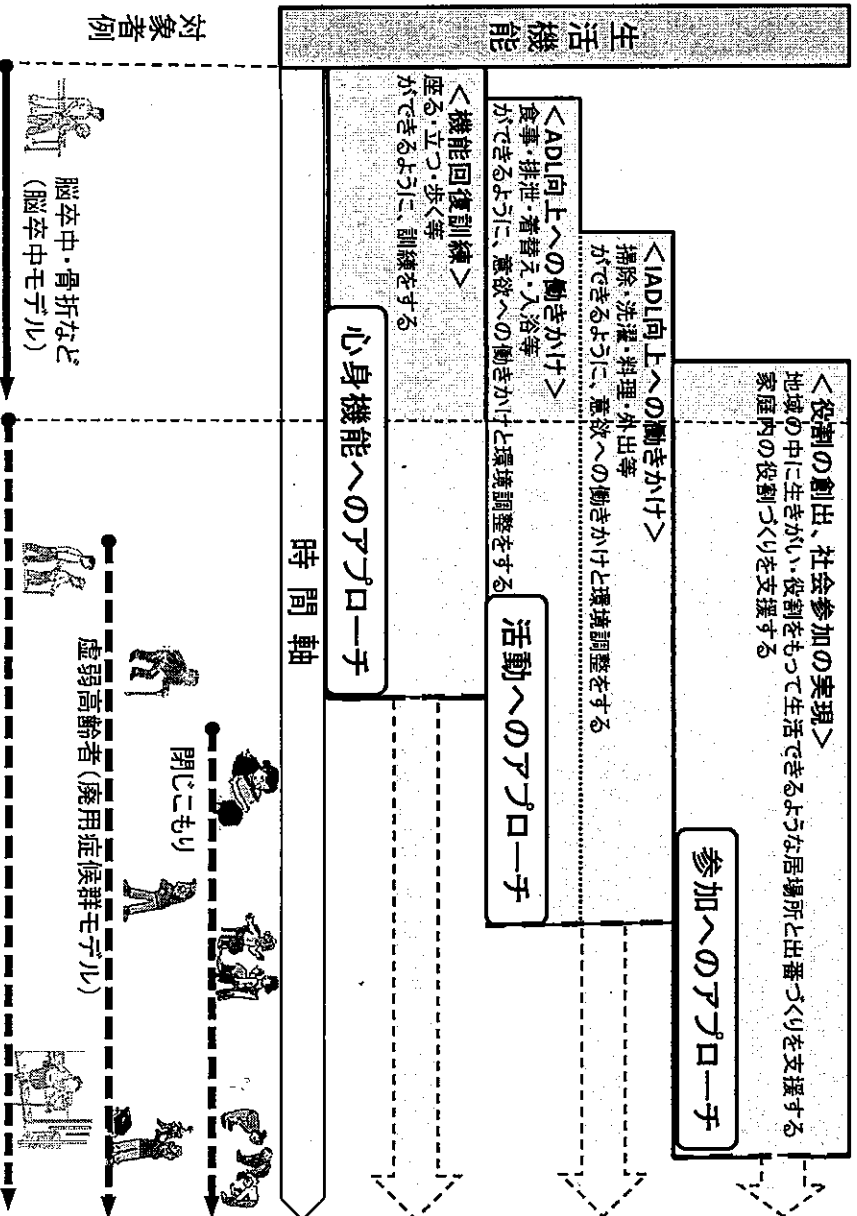 生活機能
<役割の創出、社会参加の実現>
地域の中に生きがい・役割をもって生活できるような居場所と出番づくりを支援する
家庭内の役割づくりを支援する
参加へのアプローチ
<IADL向上への働きかけ>
掃除・洗濯・料理・外出等
ができるように、意欲への働きかけと環境調整をする
<ADL向上への働きかけ>
食事・排泄・着替え・入浴等
ができるように、意欲への働きかけと環境調整をする
活動へのアプローチ
<機能回復訓練>
座る・立つ・歩く等
ができるように、訓練をする
心身機能へのアプローチ
時間軸
対象者例
閉じこもり
虚弱高齢者(廃用症候群モデル)
脳卒中・骨折など
(脳卒中モデル)